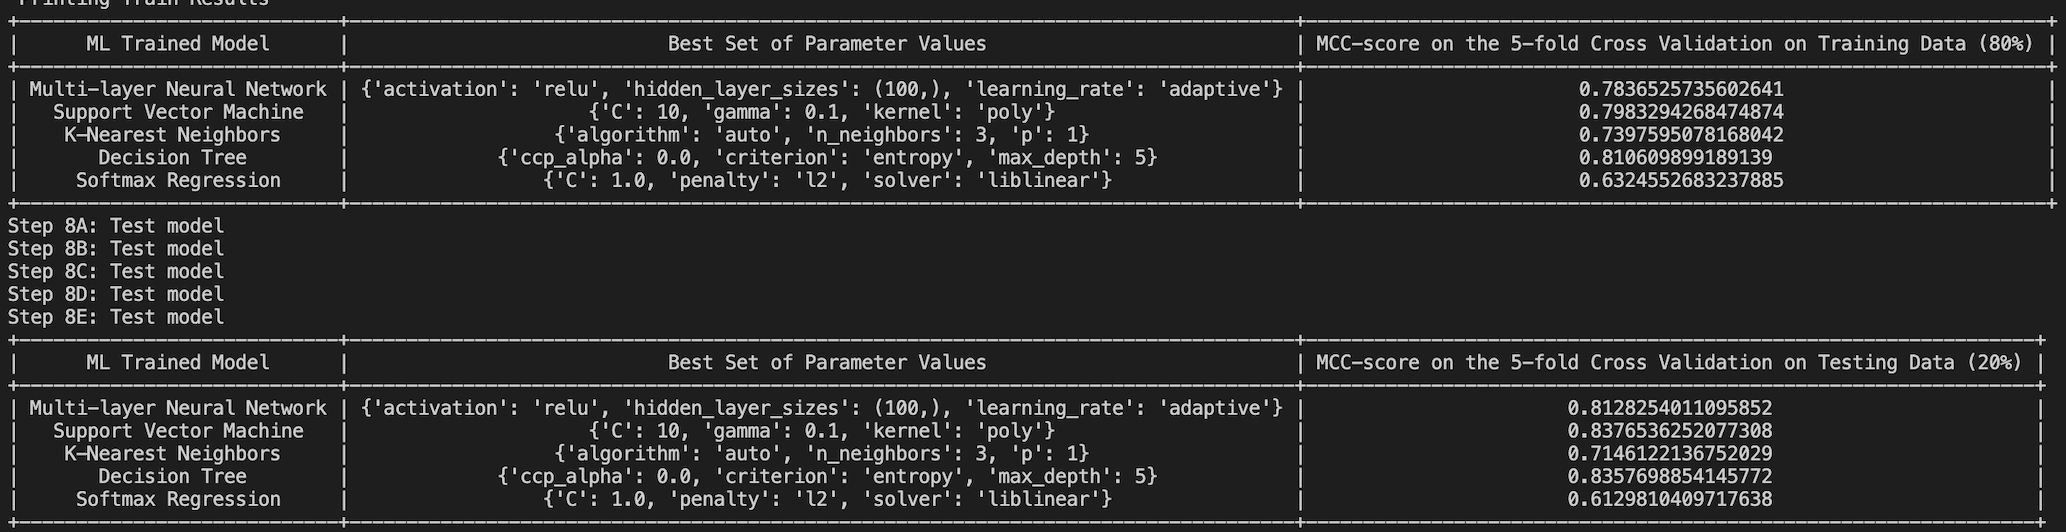 Printing Train Results
+----------------------------+----------------------------------------------------------------------------------+----------------------------------------------------------------+
| ML Trained Model | Best Set of Parameter Values | MCC-score on the 5-fold Cross Validation on Training Data (80%) |
+----------------------------+----------------------------------------------------------------------------------+----------------------------------------------------------------+
| Multi-layer Neural Network | {'activation': 'relu', 'hidden_layer_sizes': (100,), 'learning_rate': 'adaptive'} | 0.7836525735602641 |
| Support Vector Machine | {'C': 10, 'gamma': 0.1, 'kernel': 'poly'} | 0.7983294268474874 |
| K-Nearest Neighbors | {'algorithm': 'auto', 'n_neighbors': 3, 'p': 1} | 0.7397595078168042 |
| Decision Tree | {'ccp_alpha': 0.0, 'criterion': 'entropy', 'max_depth': 5} | 0.810609899189139 |
| Softmax Regression | {'C': 1.0, 'penalty': 'l2', 'solver': 'liblinear'} | 0.6324552683237885 |
+----------------------------+----------------------------------------------------------------------------------+----------------------------------------------------------------+
Step 8A: Test model
Step 8B: Test model
Step 8C: Test model
Step 8D: Test model
Step 8E: Test model
+----------------------------+----------------------------------------------------------------------------------+---------------------------------------------------------------+
| ML Trained Model | Best Set of Parameter Values | MCC-score on the 5-fold Cross Validation on Testing Data (20%) |
+----------------------------+----------------------------------------------------------------------------------+---------------------------------------------------------------+
| Multi-layer Neural Network | {'activation': 'relu', 'hidden_layer_sizes': (100,), 'learning_rate': 'adaptive'} | 0.8128254011095852 |
| Support Vector Machine | {'C': 10, 'gamma': 0.1, 'kernel': 'poly'} | 0.8376536252077308 |
| K-Nearest Neighbors | {'algorithm': 'auto', 'n_neighbors': 3, 'p': 1} | 0.7146122136752029 |
| Decision Tree | {'ccp_alpha': 0.0, 'criterion': 'entropy', 'max_depth': 5} | 0.8357698854145772 |
| Softmax Regression | {'C': 1.0, 'penalty': 'l2', 'solver': 'liblinear'} | 0.6129810409717638 |
+----------------------------+----------------------------------------------------------------------------------+---------------------------------------------------------------+